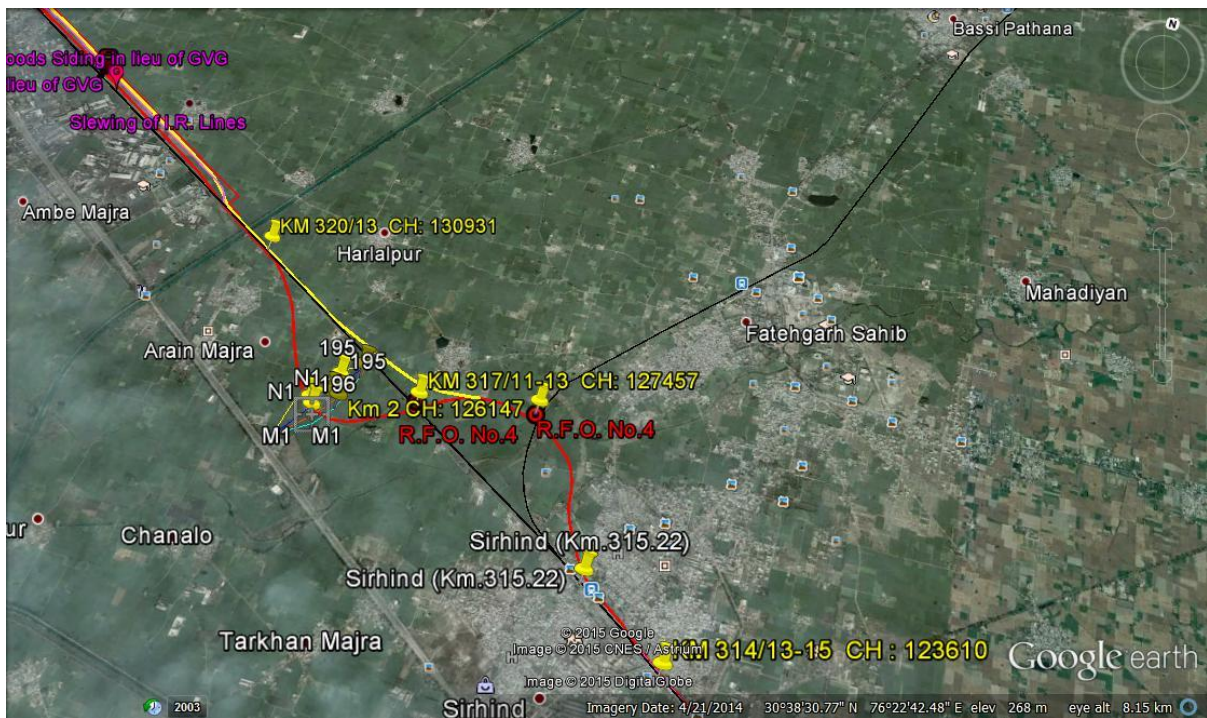 Bassi Pathana
N
oods Siding in lieu of GVG
lieu of GVG
Slewing of I.R. Lines
Ambe Majra
KM 320/13 CH: 130931
Harlalpur
Mahadiyan
Fatehgarh Sahib
Arain Majra
195
195
N1
N1
196
KM 317/11-13 CH: 127457
Km 2 CH: 126147
M1
M1
R.F.O. No.4
R.F.O. No.4
ur
Chanalo
Sirhind (Km.315.22)
Sirhind (Km.315.22)
Tarkhan Majra
© 2015 Google
Image © 2015 CNES / Astrium
KM 314/13-15 CH : 123610
Google earth
Image © 2015 DigitalGlobe
Sirhind
2003
Imagery Date: 4/21/2014 30°38'30.77" N 76°22'42.48" E elev 268 m eye alt 8.15 km